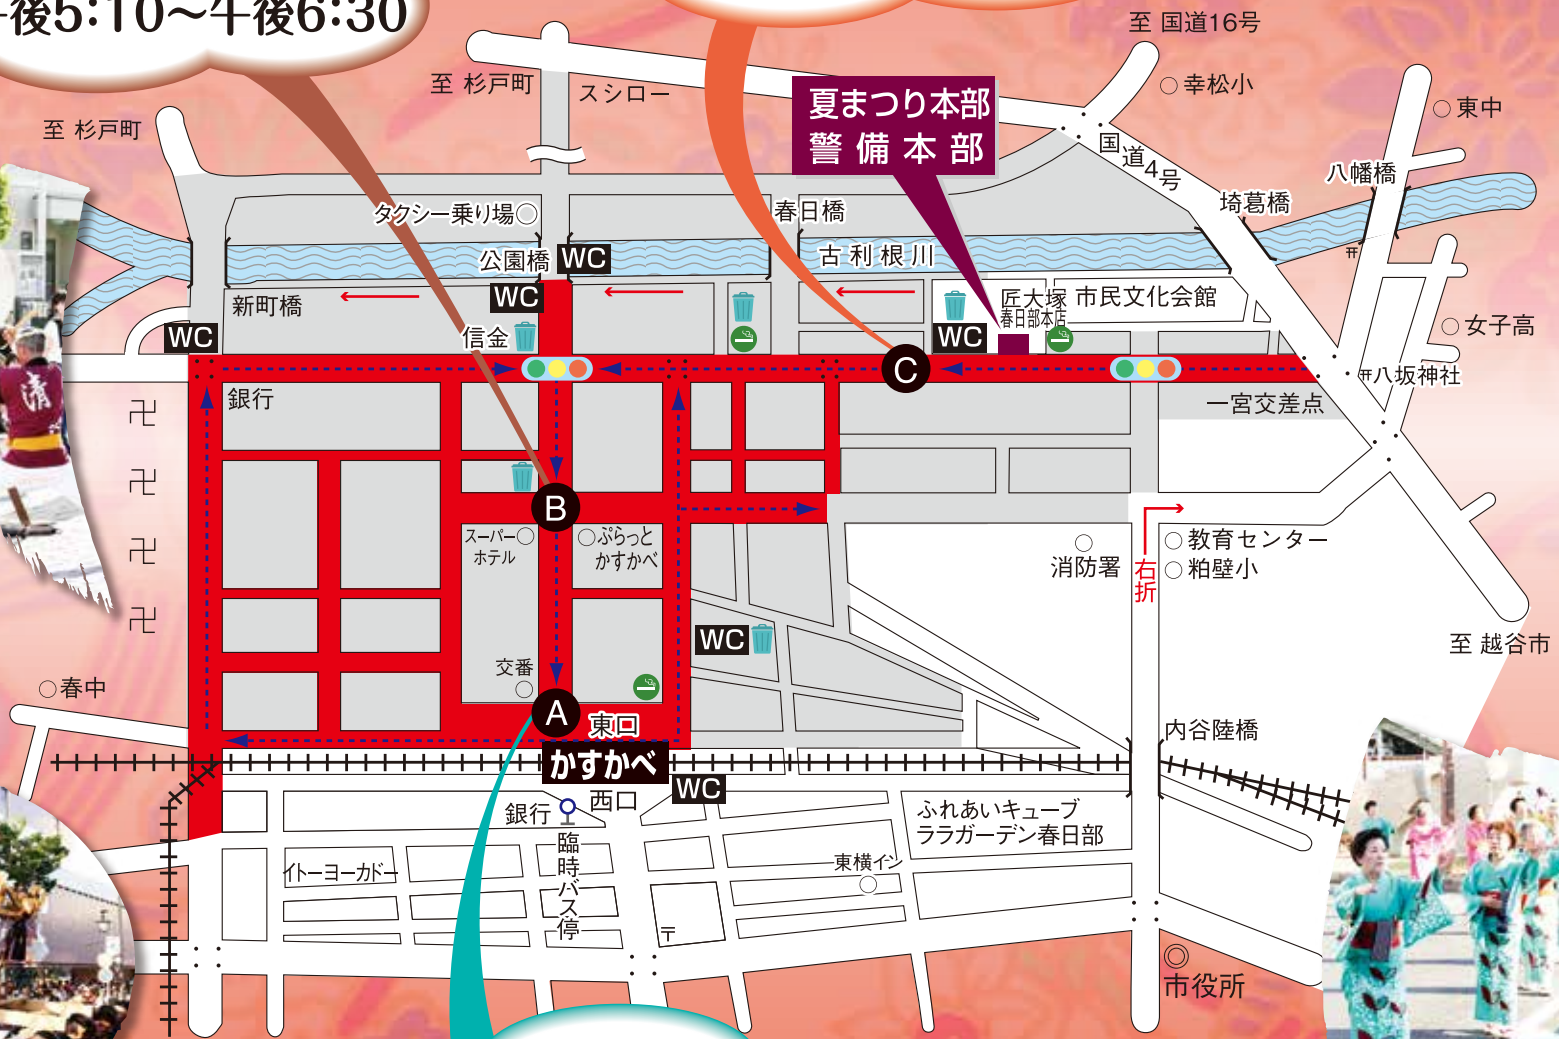 後5:10〜午後6:30
至 国道16号
至 杉戸町
スシロー
幸松小
夏まつり本部
警備本部
東中
至 杉戸町
国道4号
八幡橋
埼葛橋
タクシー乗り場
春日橋
公園橋
WC
古利根川
WC
新町橋
匠大塚
春日部本店
市民文化会館
信金
WC
WC
女子高
C
八坂神社
銀行
一宮交差点
清
B
スーパー
ホテル
ぷらっと
かすかべ
教育センター
消防署
右折
粕壁小
WC
至 越谷市
交番
春中
A
東口
内谷陸橋
かすかべ
WC
西口
銀行
ふれあいキューブ
ララガーデン春日部
臨時バス停
東横イン
イトーヨーカドー
市役所